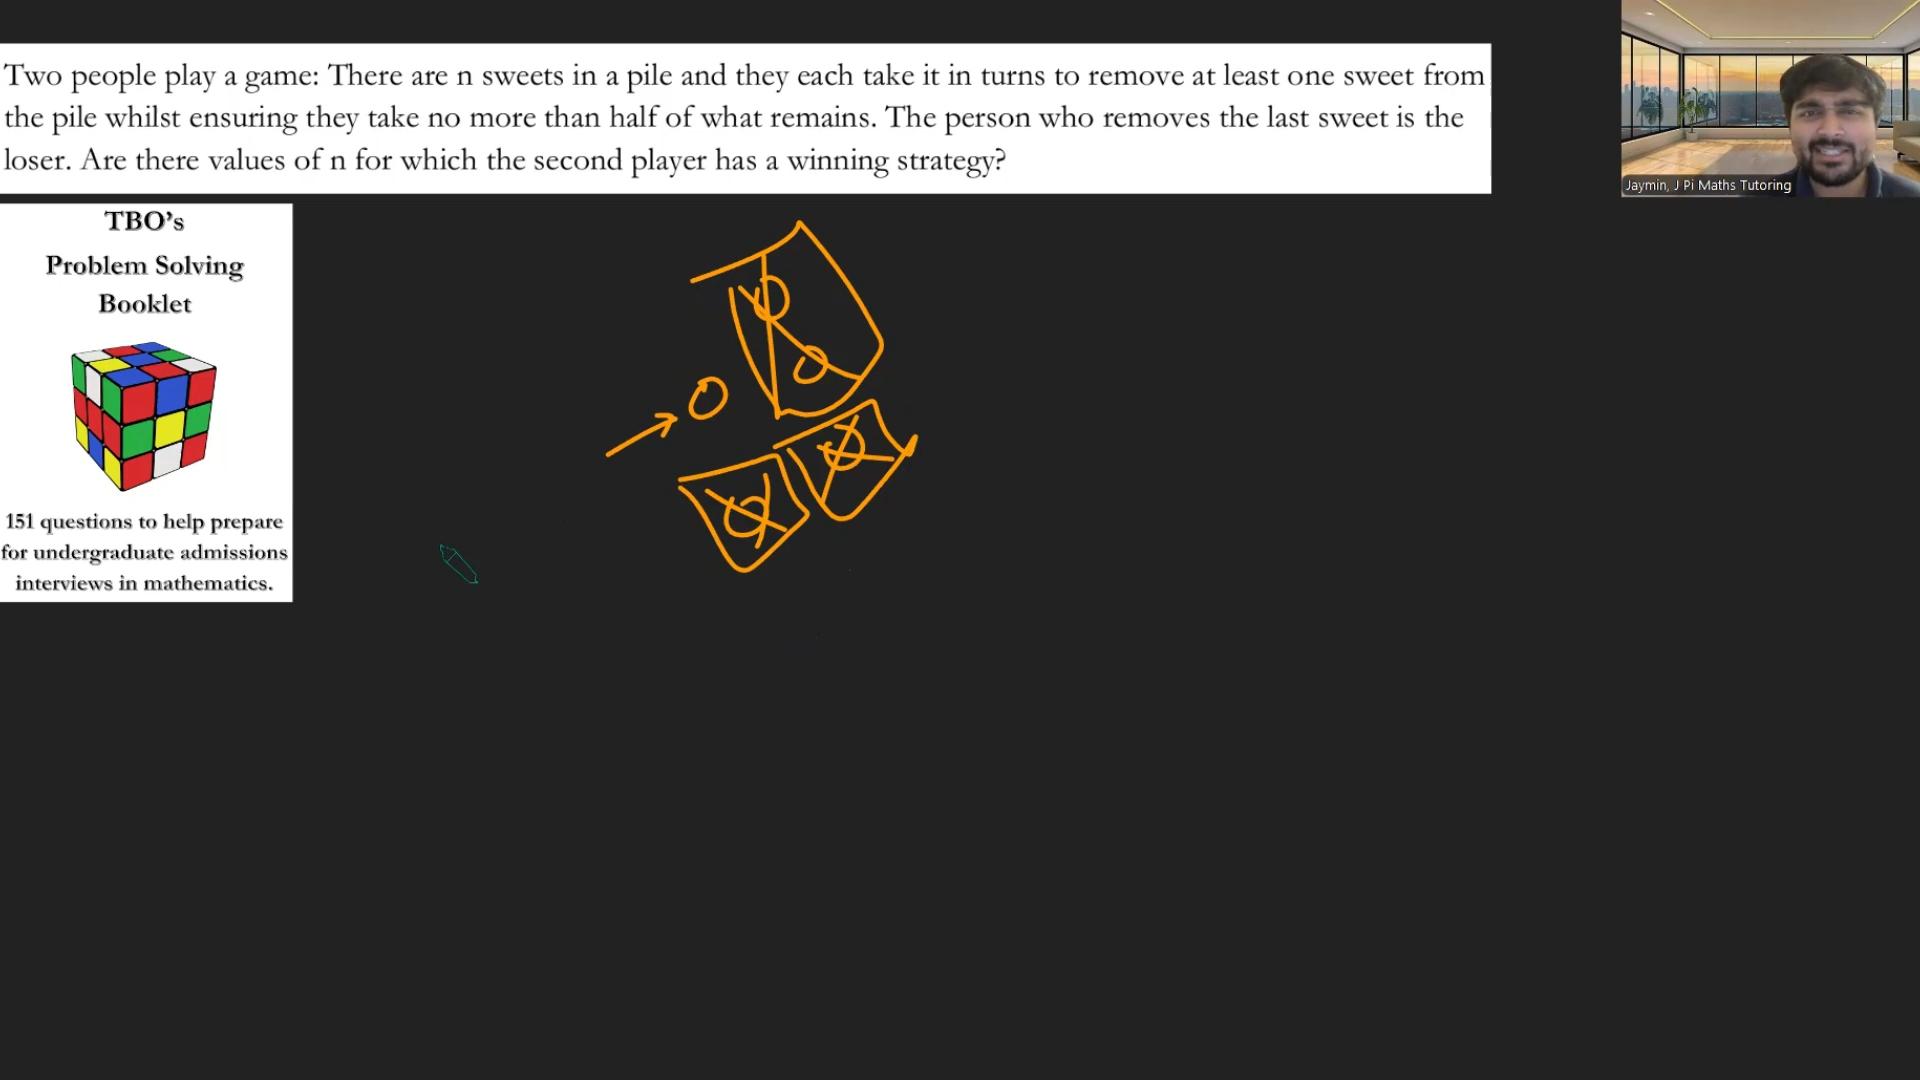 Two people play a game: There are n sweets in a pile and they each take it in turns to remove at least one sweet from
the pile whilst ensuring they take no more than half of what remains. The person who removes the last sweet is the
loser. Are there values of n for which the second player has a winning strategy?
Jaymin, J Pi Maths Tutoring
TBO's
Problem Solving
Booklet
151 questions to help prepare
for undergraduate admissions
interviews in mathematics.